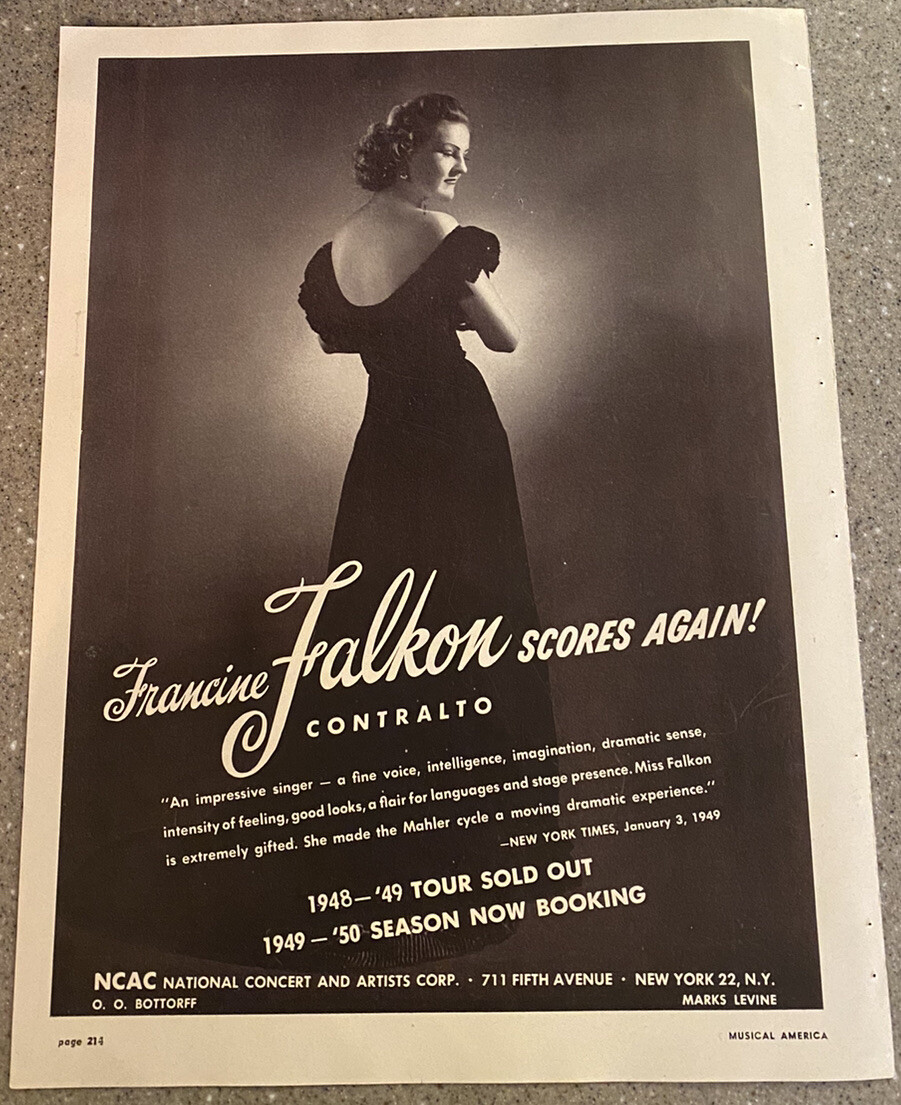 Francine Falkon SCORES AGAIN!
CONTRALTO
"An impressive singer — a fine voice, intelligence, imagination, dramatic sense,
intensity of feeling, good looks, a flair for languages and stage presence. Miss Falkon
is extremely gifted. She made the Mahler cycle a moving dramatic experience."
—NEW YORK TIMES, January 3, 1949
1948—'49 TOUR SOLD OUT
1949—'50 SEASON NOW BOOKING
NCAC NATIONAL CONCERT AND ARTISTS CORP. · 711 FIFTH AVENUE · NEW YORK 22, N.Y.
O. O. BOTTORFF MARKS LEVINE
page 214 MUSICAL AMERICA